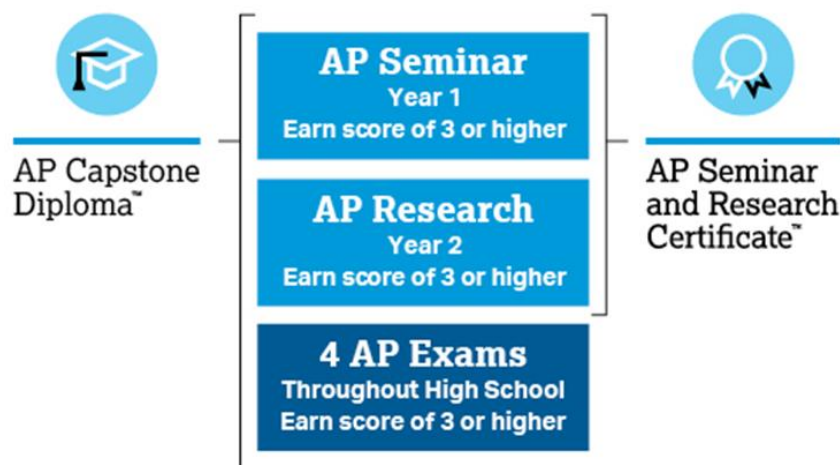 AP Capstone
Diploma™
AP Seminar
Year 1
Earn score of 3 or higher
AP Research
Year 2
Earn score of 3 or higher
4 AP Exams
Throughout High School
Earn score of 3 or higher
AP Seminar
and Research
Certificate™